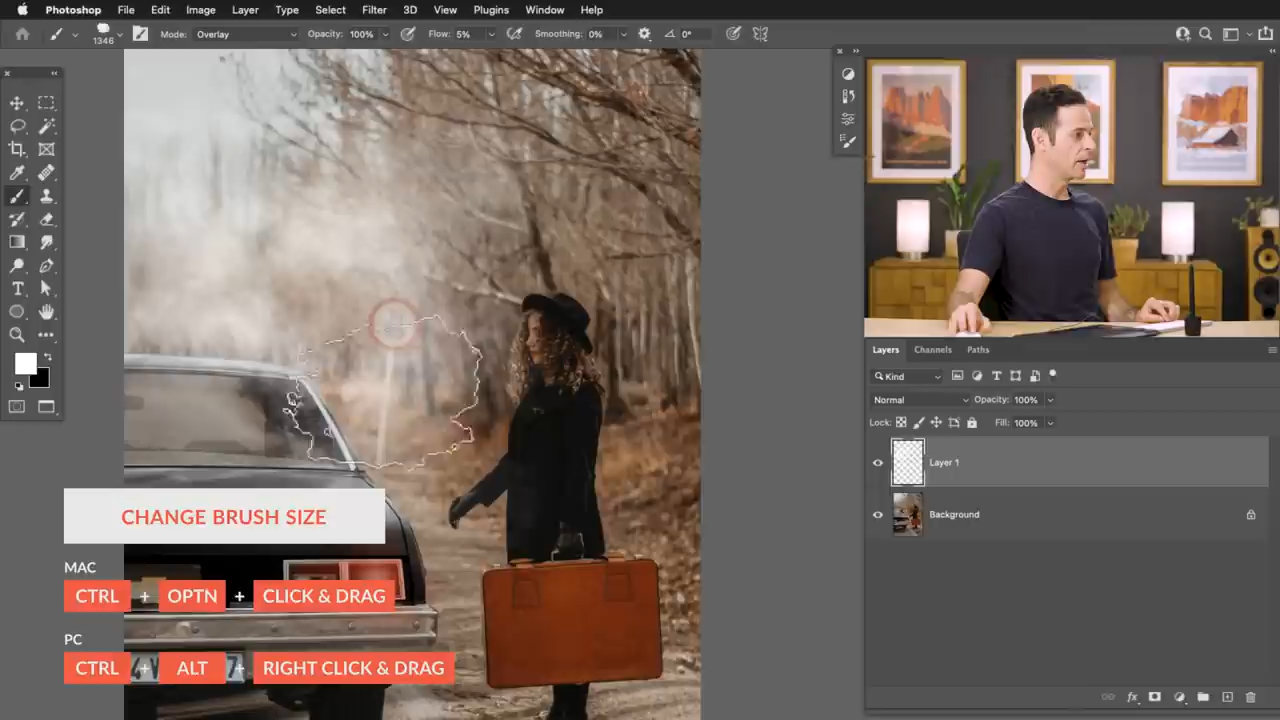 Photoshop File Edit Image Layer Type Select Filter 3D View Plugins Window Help
1346 Mode: Overlay Opacity: 100% Flow: 5% Smoothing: 0% 0°
Layers Channels Paths
Kind
Normal Opacity: 100%
Lock: Fill: 100%
Layer 1
Background
CHANGE BRUSH SIZE
MAC
CTRL + OPTN + CLICK & DRAG
PC
CTRL + ALT + RIGHT CLICK & DRAG